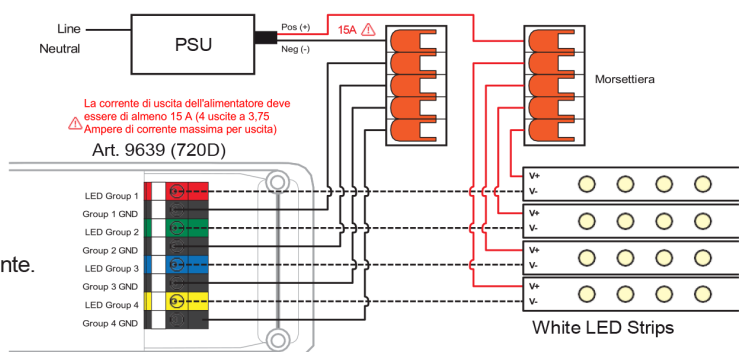 Line
Neutral
PSU
Pos (+)
Neg (-)
15A
Morsettiera
La corrente di uscita dell'alimentatore deve
essere di almeno 15 A (4 uscite a 3,75
Ampere di corrente massima per uscita)
Art. 9639 (720D)
LED Group 1
Group 1 GND
LED Group 2
Group 2 GND
LED Group 3
Group 3 GND
LED Group 4
Group 4 GND
nte.
V+
V-
V+
V-
V+
V-
V+
V-
White LED Strips